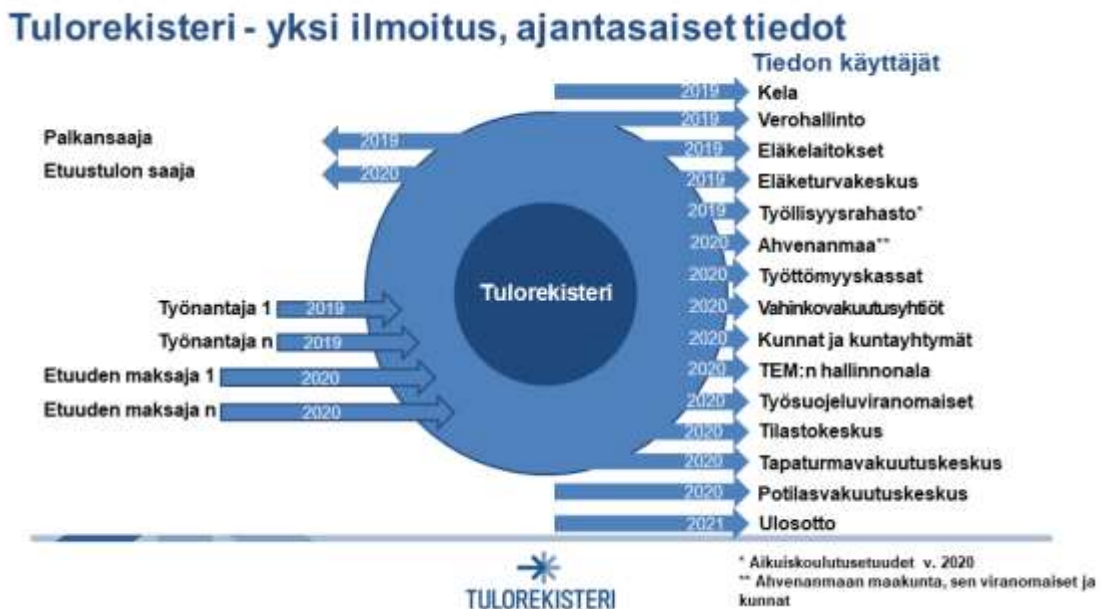 Tulorekisteri - yksi ilmoitus, ajantasaiset tiedot
Tiedon käyttäjät
2019 Kela
2019 Verohallinto
2019 Eläkelaitokset
2019 Eläketurvakeskus
2019 Työllisyysrahasto*
2020 Ahvenanmaa**
2020 Työttömyyskassat
2020 Vahinkovakuutusyhtiöt
2020 Kunnat ja kuntayhtymät
2020 TEM:n hallinnonala
2020 Työsuojeluviranomaiset
2020 Tilastokeskus
2020 Tapaturmavakuutuskeskus
2020 Potilasvakuutuskeskus
2021 Ulosotto
Palkansaaja 2019
Etuustulon saaja 2020
Tulorekisteri
Työnantaja 1 2019
Työnantaja n 2019
Etuuden maksaja 1 2020
Etuuden maksaja n 2020
TULOREKISTERI
* Aikuiskoulutusetuudet v. 2020
** Ahvenanmaan maakunta, sen viranomaiset ja
kunnat